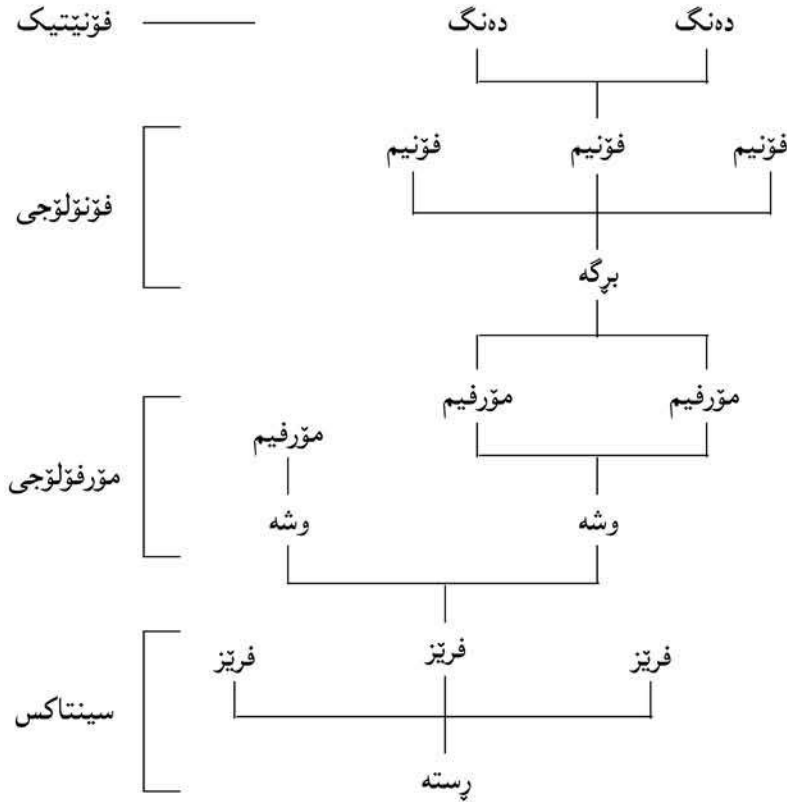 دەنگ دەنگ فۆنێتیک
فۆنیم فۆنیم فۆنیم
فۆنۆلۆجی
بڕگە
مۆرفیم مۆرفیم
مۆرفیم
مۆرفۆلۆجی
وشە وشە
فرێز فرێز فرێز
سینتاکس
ڕستە